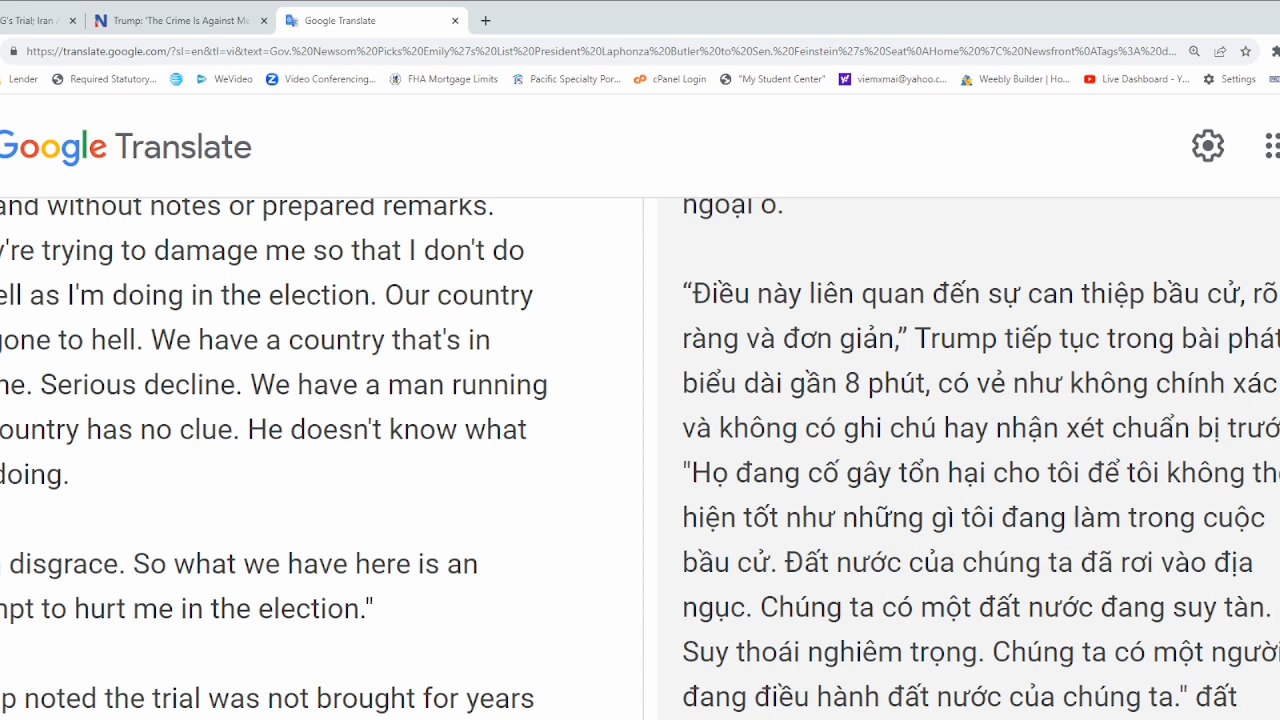 G's Trial; Iran
Trump: 'The Crime Is Against Me
Google Translate
https://translate.google.com/?sl=en&tl=vi&text=Gov.%20Newsom%20Picks%20Emily%27s%20List%20President%20Laphonza%20Butler%20to%20Sen.%20Feinstein%27s%20Seat%0AHome%20%7C%20Newsfront%0ATags%3A%20d...
Lender
Required Statutory...
WeVideo
Video Conferencing...
FHA Mortgage Limits
Pacific Specialty Por...
cPanel Login
"My Student Center"
viemxmai@yahoo.c...
Weebly Builder | Ho...
Live Dashboard - Y...
Settings
Google Translate
and without notes or prepared remarks.
y're trying to damage me so that I don't do
ell as I'm doing in the election. Our country
gone to hell. We have a country that's in
ne. Serious decline. We have a man running
ountry has no clue. He doesn't know what
doing.
disgrace. So what we have here is an
mpt to hurt me in the election."
p noted the trial was not brought for years
ngoại ô.
“Điều này liên quan đến sự can thiệp bầu cử, rõ
ràng và đơn giản,” Trump tiếp tục trong bài phát
biểu dài gần 8 phút, có vẻ như không chính xác
và không có ghi chú hay nhận xét chuẩn bị trướ
"Họ đang cố gây tổn hại cho tôi để tôi không thể
hiện tốt như những gì tôi đang làm trong cuộc
bầu cử. Đất nước của chúng ta đã rơi vào địa
ngục. Chúng ta có một đất nước đang suy tàn.
Suy thoái nghiêm trọng. Chúng ta có một người
đang điều hành đất nước của chúng ta." đất